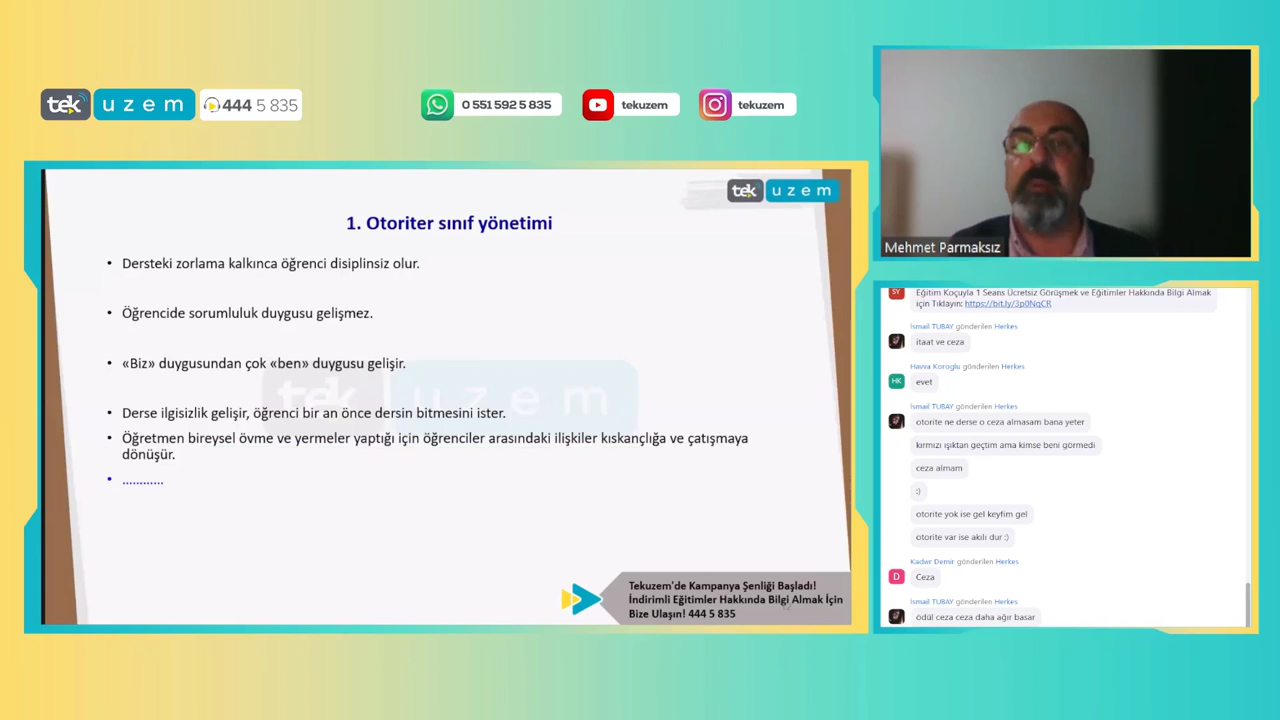 tek uzem 444 5 835
0 551 592 5 835
tekuzem
tekuzem
tek uzem
1. Otoriter sınıf yönetimi
• Dersteki zorlama kalkınca öğrenci disiplinsiz olur.
• Öğrencide sorumluluk duygusu gelişmez.
• «Biz» duygusundan çok «ben» duygusu gelişir.
tek uzem
• Derse ilgisizlik gelişir, öğrenci bir an önce dersin bitmesini ister.
• Öğretmen bireysel övme ve yermeler yaptığı için öğrenciler arasındaki ilişkiler kıskançlığa ve çatışmaya
dönüşür.
• ............
Tekuzem'de Kampanya Şenliği Başladı!
İndirimli Eğitimler Hakkında Bilgi Almak İçin
Bize Ulaşın! 444 5 835
Mehmet Parmaksız
SY
Eğitim Koçuyla 1 Seans Ücretsiz Görüşmek ve Eğitimler Hakkında Bilgi Almak
için Tıklayın: https://bit.ly/3p0NqCR
İsmail TUBAY gönderilen Herkes
itaat ve ceza
Havva Koroglu gönderilen Herkes
HK
evet
İsmail TUBAY gönderilen Herkes
otorite ne derse o ceza almasam bana yeter
kırmızı ışıktan geçtim ama kimse beni görmedi
ceza almam
:)
otorite yok ise gel keyfim gel
otorite var ise akılı dur :)
Kadwr Demir gönderilen Herkes
D
Ceza
İsmail TUBAY gönderilen Herkes
ödül ceza ceza daha ağır basar